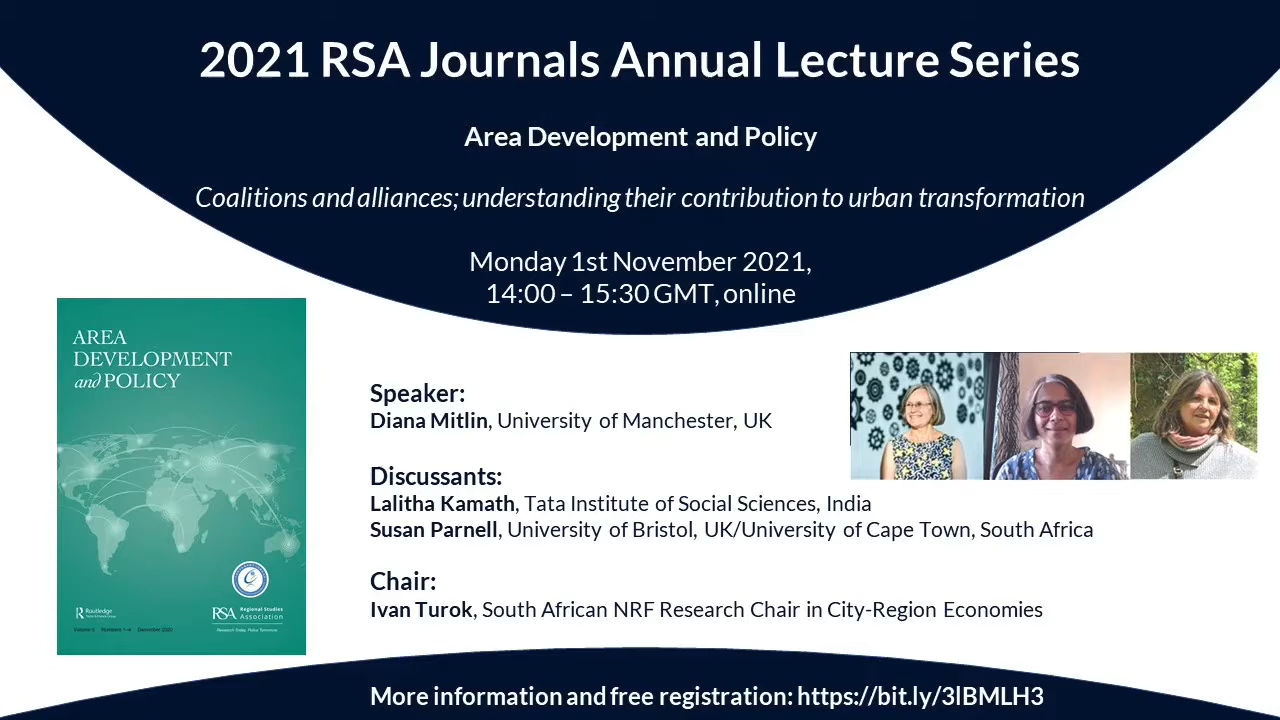 2021 RSA Journals Annual Lecture Series
Area Development and Policy
Coalitions and alliances; understanding their contribution to urban transformation
Monday 1st November 2021,
14:00 – 15:30 GMT, online
AREA
DEVELOPMENT
and POLICY
Routledge
RSA Regional Studies
Association
Speaker:
Diana Mitlin, University of Manchester, UK
Discussants:
Lalitha Kamath, Tata Institute of Social Sciences, India
Susan Parnell, University of Bristol, UK/University of Cape Town, South Africa
Chair:
Ivan Turok, South African NRF Research Chair in City-Region Economies
More information and free registration: https://bit.ly/3lBMLH3